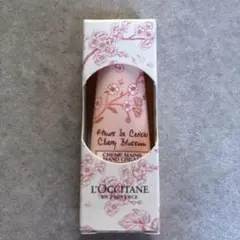 Fleurs de Cerisier
Cherry Blossom
CRÈME MAINS
HAND CREAM
L'OCCITANE
EN PROVENCE